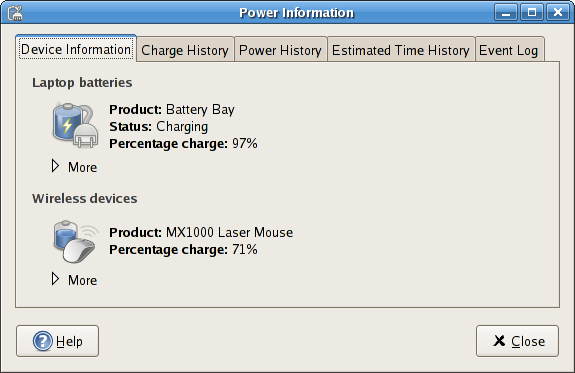 Power Information
Device Information Charge History Power History Estimated Time History Event Log
Laptop batteries
Product: Battery Bay
Status: Charging
Percentage charge: 97%
More
Wireless devices
Product: MX1000 Laser Mouse
Percentage charge: 71%
More
Help Close